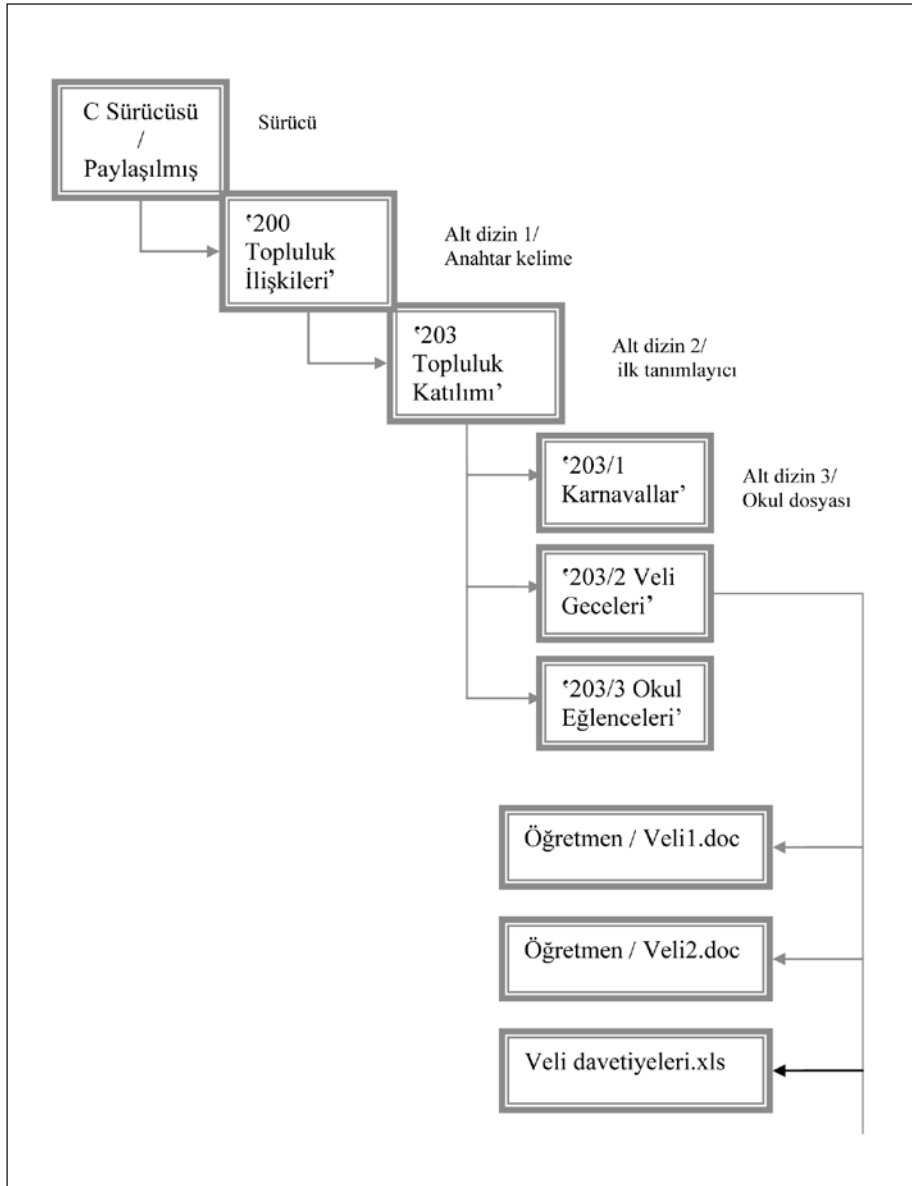 C Sürücüsü
/
Paylaşılmış
Sürücü
‘200
Topluluk
İlişkileri’
Alt dizin 1/
Anahtar kelime
‘203
Topluluk
Katılımı’
Alt dizin 2/
ilk tanımlayıcı
‘203/1
Karnavallar’
Alt dizin 3/
Okul dosyası
‘203/2 Veli
Geceleri’
‘203/3 Okul
Eğlenceleri’
Öğretmen / Veli1.doc
Öğretmen / Veli2.doc
Veli davetiyeleri.xls